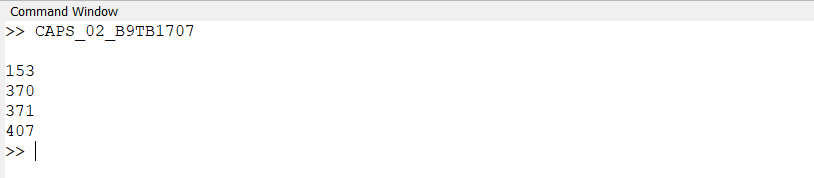 Command Window
>> CAPS_02_B9TB1707
153
370
371
407
>>